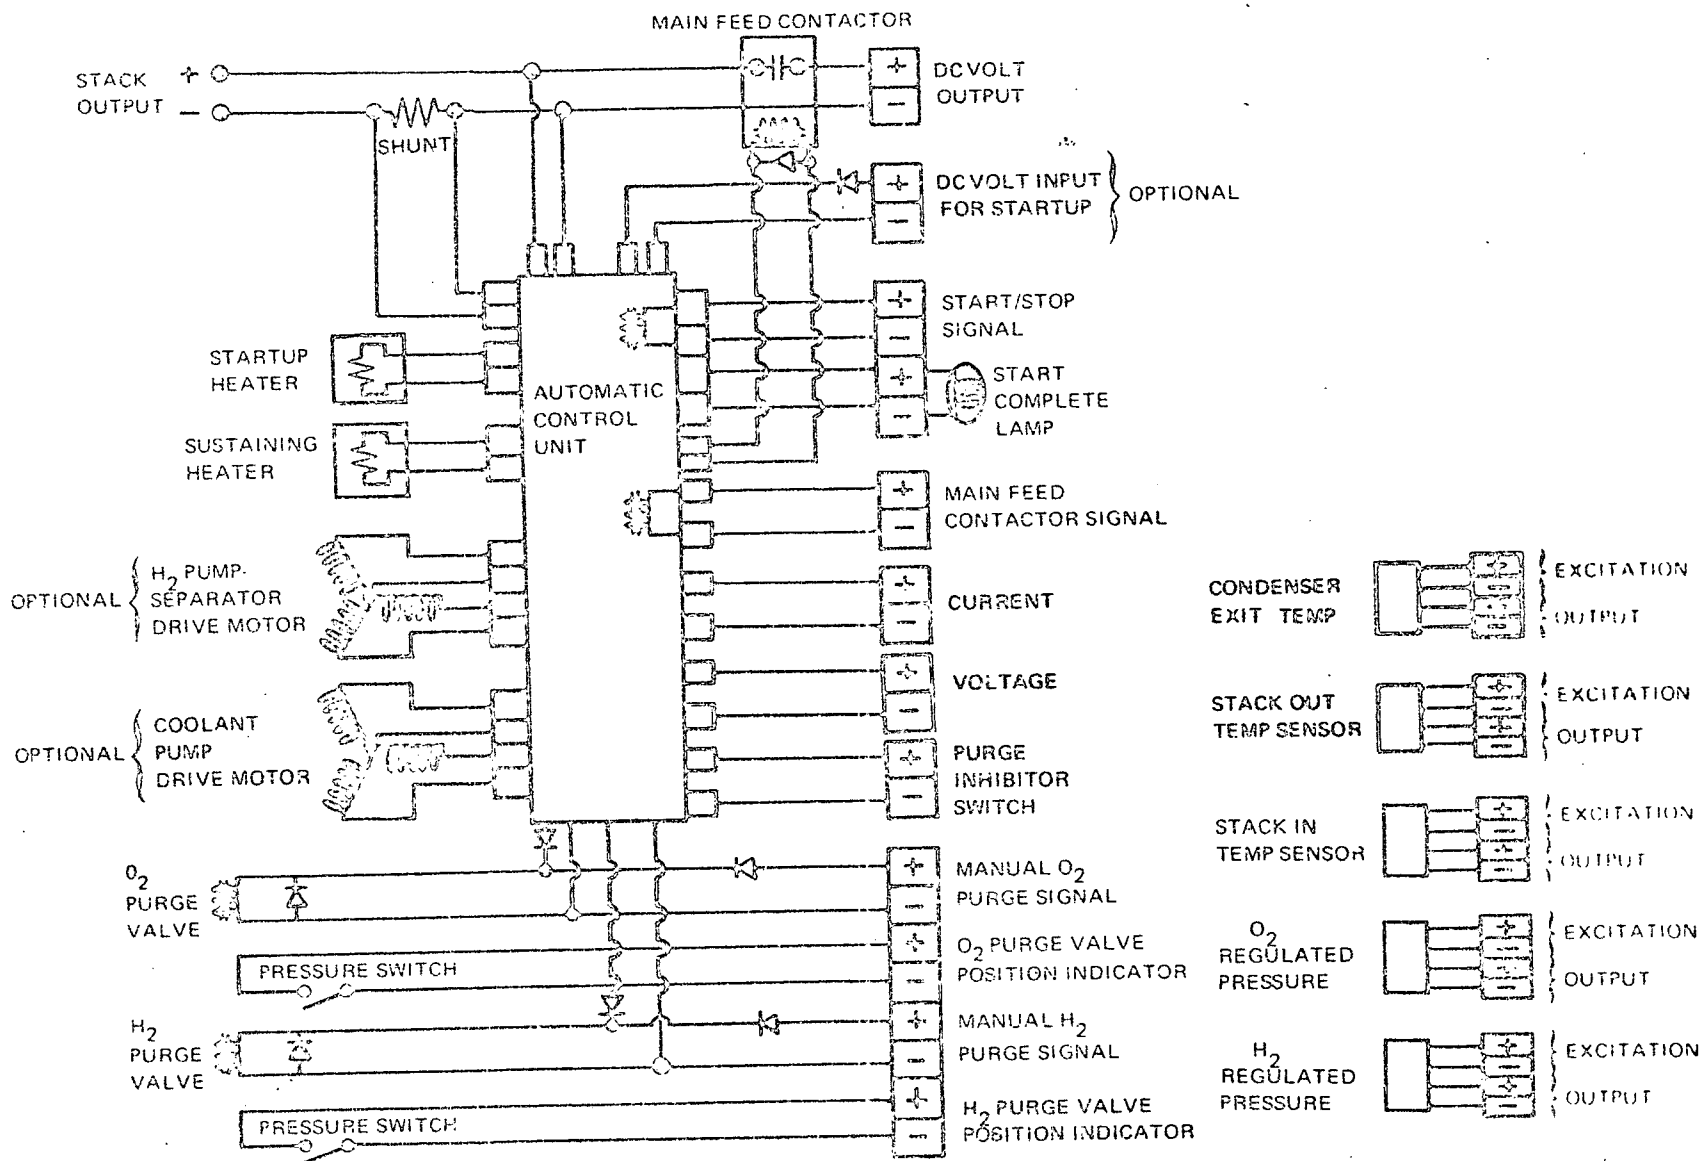 MAIN FEED CONTACTOR
STACK
OUTPUT
+
−
SHUNT
+
−
DC VOLT
OUTPUT
+
−
DC VOLT INPUT
FOR STARTUP
OPTIONAL
+
−
START/STOP
SIGNAL
+
−
START
COMPLETE
LAMP
STARTUP
HEATER
SUSTAINING
HEATER
AUTOMATIC
CONTROL
UNIT
+
−
MAIN FEED
CONTACTOR SIGNAL
OPTIONAL
H2 PUMP-
SEPARATOR
DRIVE MOTOR
+
−
CURRENT
+
−
VOLTAGE
OPTIONAL
COOLANT
PUMP
DRIVE MOTOR
+
−
PURGE
INHIBITOR
SWITCH
O2
PURGE
VALVE
+
−
MANUAL O2
PURGE SIGNAL
PRESSURE SWITCH
+
−
O2 PURGE VALVE
POSITION INDICATOR
H2
PURGE
VALVE
+
−
MANUAL H2
PURGE SIGNAL
PRESSURE SWITCH
+
−
H2 PURGE VALVE
POSITION INDICATOR
CONDENSER
EXIT TEMP
+
−
+
−
EXCITATION
OUTPUT
STACK OUT
TEMP SENSOR
+
−
+
−
EXCITATION
OUTPUT
STACK IN
TEMP SENSOR
+
−
+
−
EXCITATION
OUTPUT
O2
REGULATED
PRESSURE
+
−
−
EXCITATION
OUTPUT
H2
REGULATED
PRESSURE
+
−
+
−
EXCITATION
OUTPUT